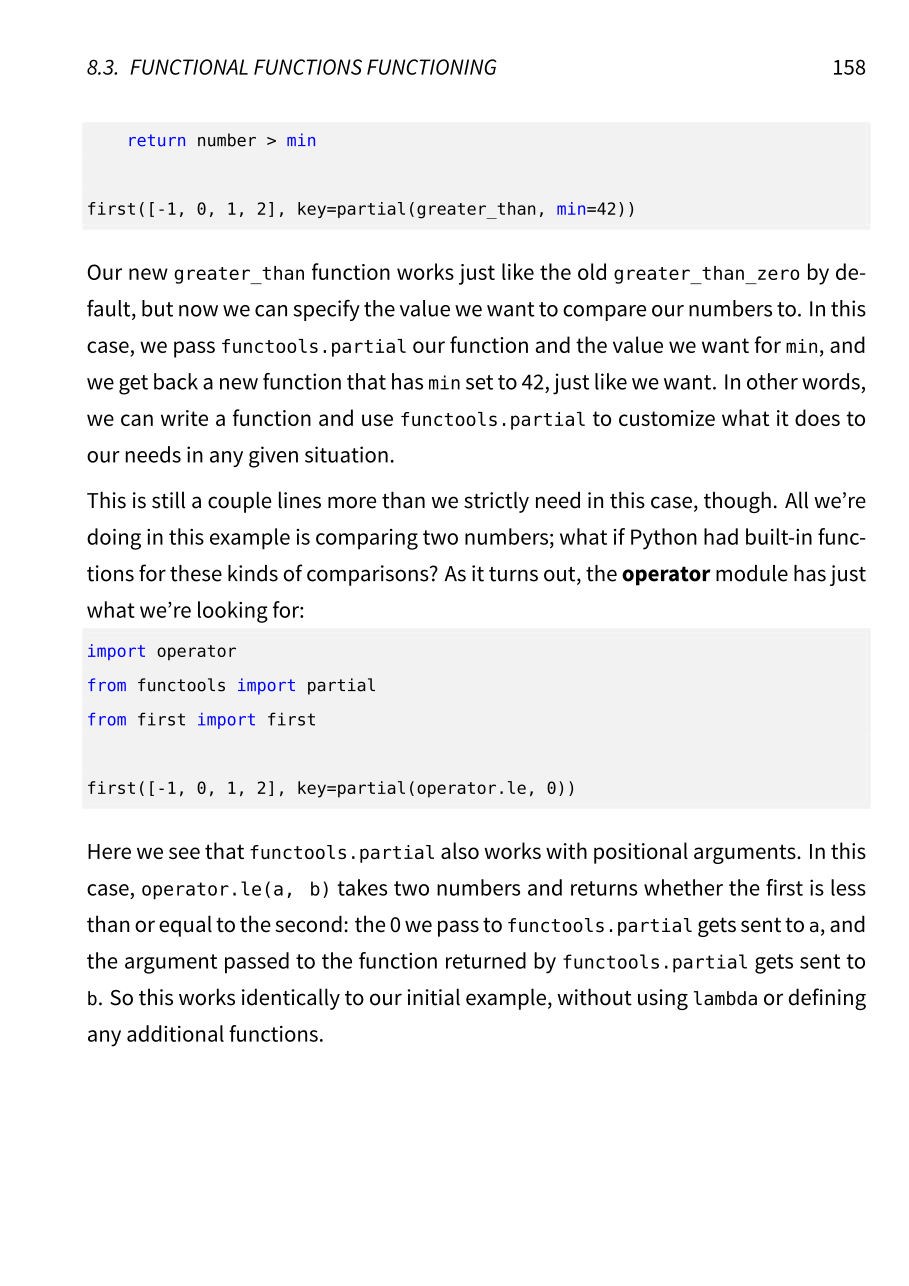 8.3. FUNCTIONAL FUNCTIONS FUNCTIONING 158
    return number > min

first([-1, 0, 1, 2], key=partial(greater_than, min=42))
Our new greater_than function works just like the old greater_than_zero by de-
fault, but now we can specify the value we want to compare our numbers to. In this
case, we pass functools.partial our function and the value we want for min, and
we get back a new function that has min set to 42, just like we want. In other words,
we can write a function and use functools.partial to customize what it does to
our needs in any given situation.
This is still a couple lines more than we strictly need in this case, though. All we’re
doing in this example is comparing two numbers; what if Python had built-in func-
tions for these kinds of comparisons? As it turns out, the operator module has just
what we’re looking for:
import operator
from functools import partial
from first import first

first([-1, 0, 1, 2], key=partial(operator.le, 0))
Here we see that functools.partial also works with positional arguments. In this
case, operator.le(a, b) takes two numbers and returns whether the first is less
than or equal to the second: the 0 we pass to functools.partial gets sent to a, and
the argument passed to the function returned by functools.partial gets sent to
b. So this works identically to our initial example, without using lambda or defining
any additional functions.